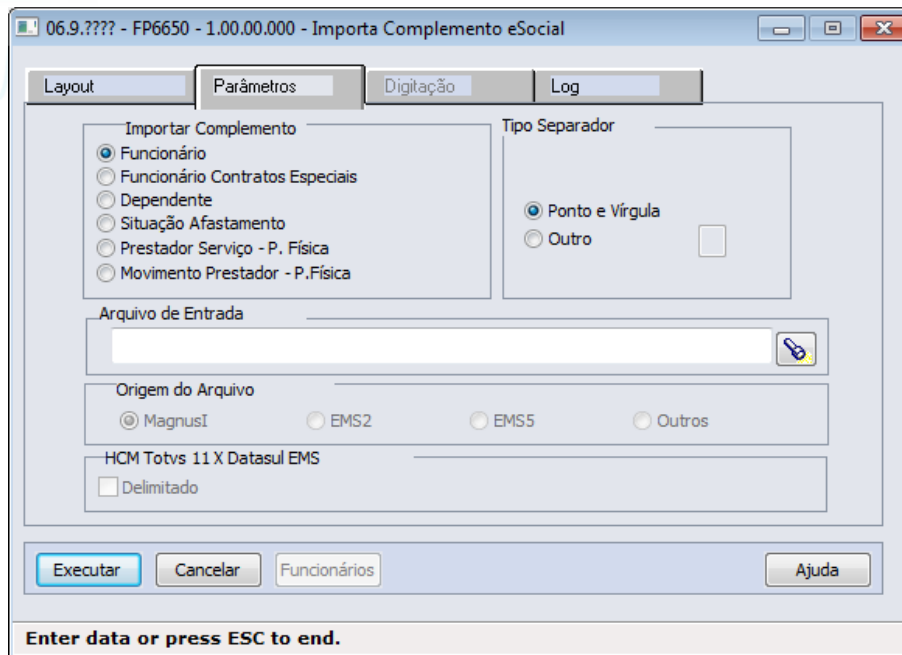 06.9.???? - FP6650 - 1.00.00.000 - Importa Complemento eSocial
Layout Parâmetros Digitação Log
Importar Complemento
Funcionário
Funcionário Contratos Especiais
Dependente
Situação Afastamento
Prestador Serviço - P. Física
Movimento Prestador - P.Física
Tipo Separador
Ponto e Vírgula
Outro
Arquivo de Entrada
Origem do Arquivo
MagnusI EMS2 EMS5 Outros
HCM Totvs 11 X Datasul EMS
Delimitado
Executar Cancelar Funcionários Ajuda
Enter data or press ESC to end.